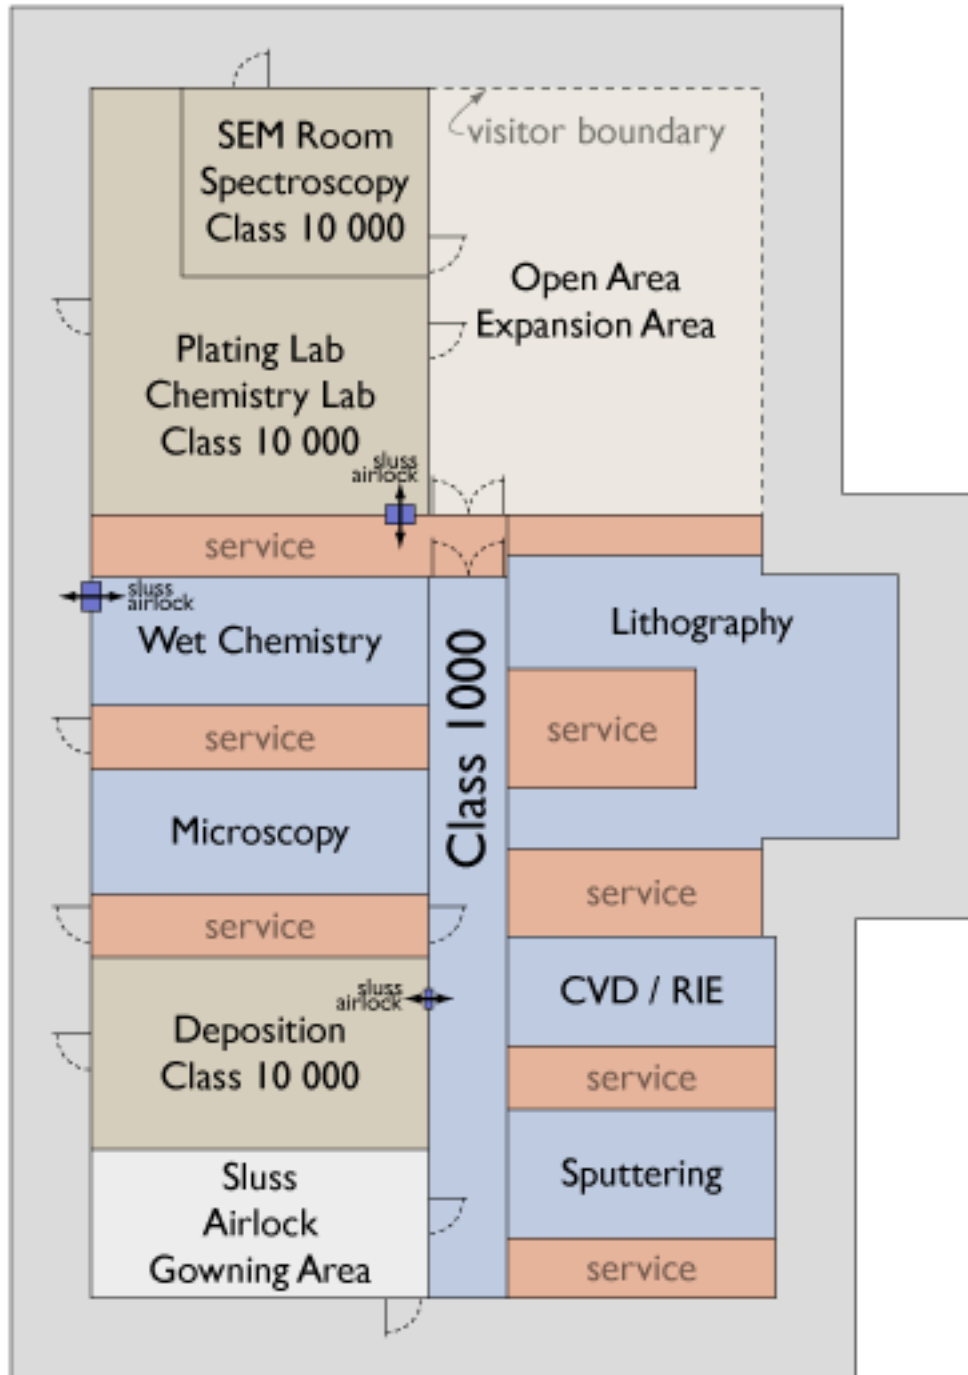 SEM Room
Spectroscopy
Class 10 000
visitor boundary
Open Area
Expansion Area
Plating Lab
Chemistry Lab
Class 10 000
sluss
airlock
service
sluss
airlock
Wet Chemistry
Lithography
Class 1000
service
service
Microscopy
service
service
sluss
airlock
CVD / RIE
Deposition
Class 10 000
service
Sluss
Airlock
Gowning Area
Sputtering
service